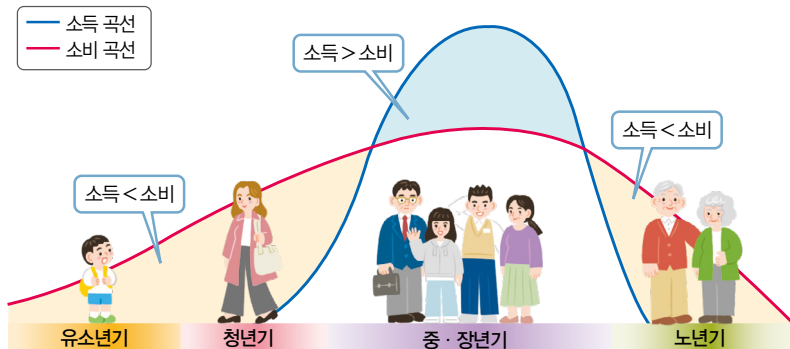 소득 곡선
소비 곡선
소득 > 소비
소득 < 소비
소득 < 소비
유소년기
청년기
중·장년기
노년기